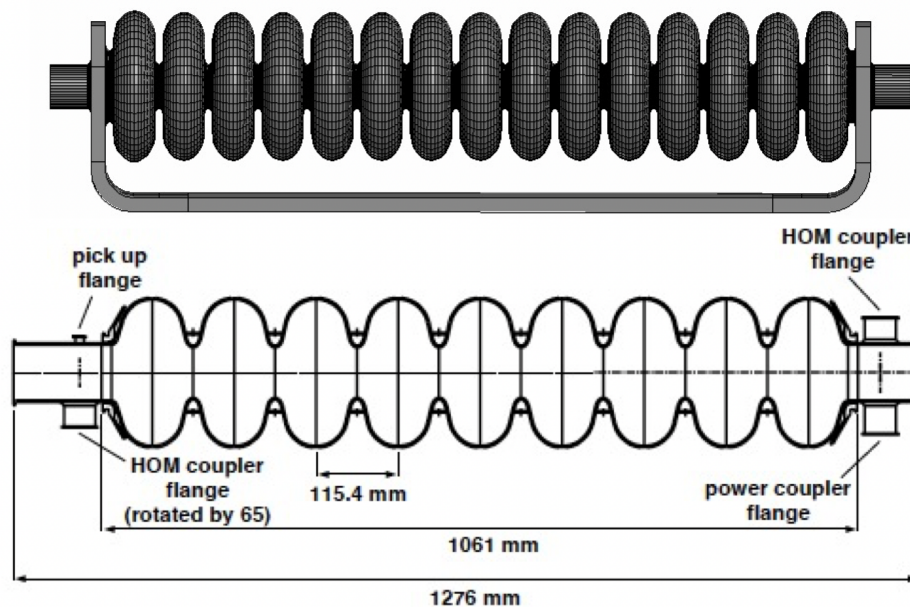 pick up
flange
HOM coupler
flange
HOM coupler
flange
(rotated by 65)
115.4 mm
power coupler
flange
1061 mm
1276 mm